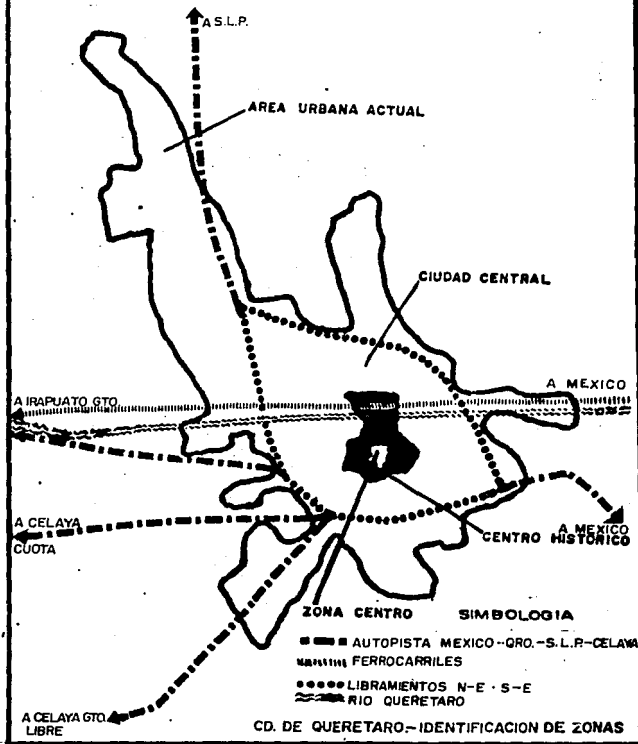 A S.L.P.
AREA URBANA ACTUAL
CIUDAD CENTRAL
A IRAPUATO GTO.
A MEXICO
A CELAYA
CUOTA
A MEXICO
CENTRO HISTÓRICO
ZONA CENTRO
SIMBOLOGIA
AUTOPISTA MEXICO-QRO.-S.L.P.-CELAYA
FERROCARRILES
LIBRAMIENTOS N-E • S-E
RIO QUERETARO
A CELAYA GTO.
LIBRE
CD. DE QUERETARO.- IDENTIFICACION DE ZONAS